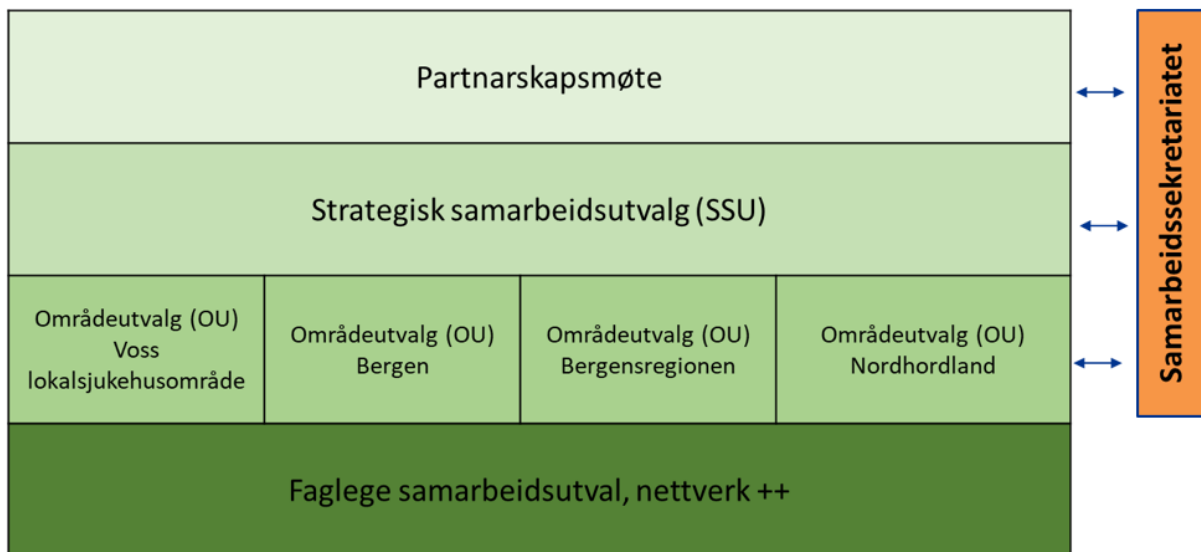 Partnarskapsmøte
Strategisk samarbeidsutvalg (SSU)
Områdeutvalg (OU)
Voss
lokalsjukehusområde
Områdeutvalg (OU)
Bergen
Områdeutvalg (OU)
Bergensregionen
Områdeutvalg (OU)
Nordhordland
Faglege samarbeidsutval, nettverk ++
Samarbeidssekretariatet